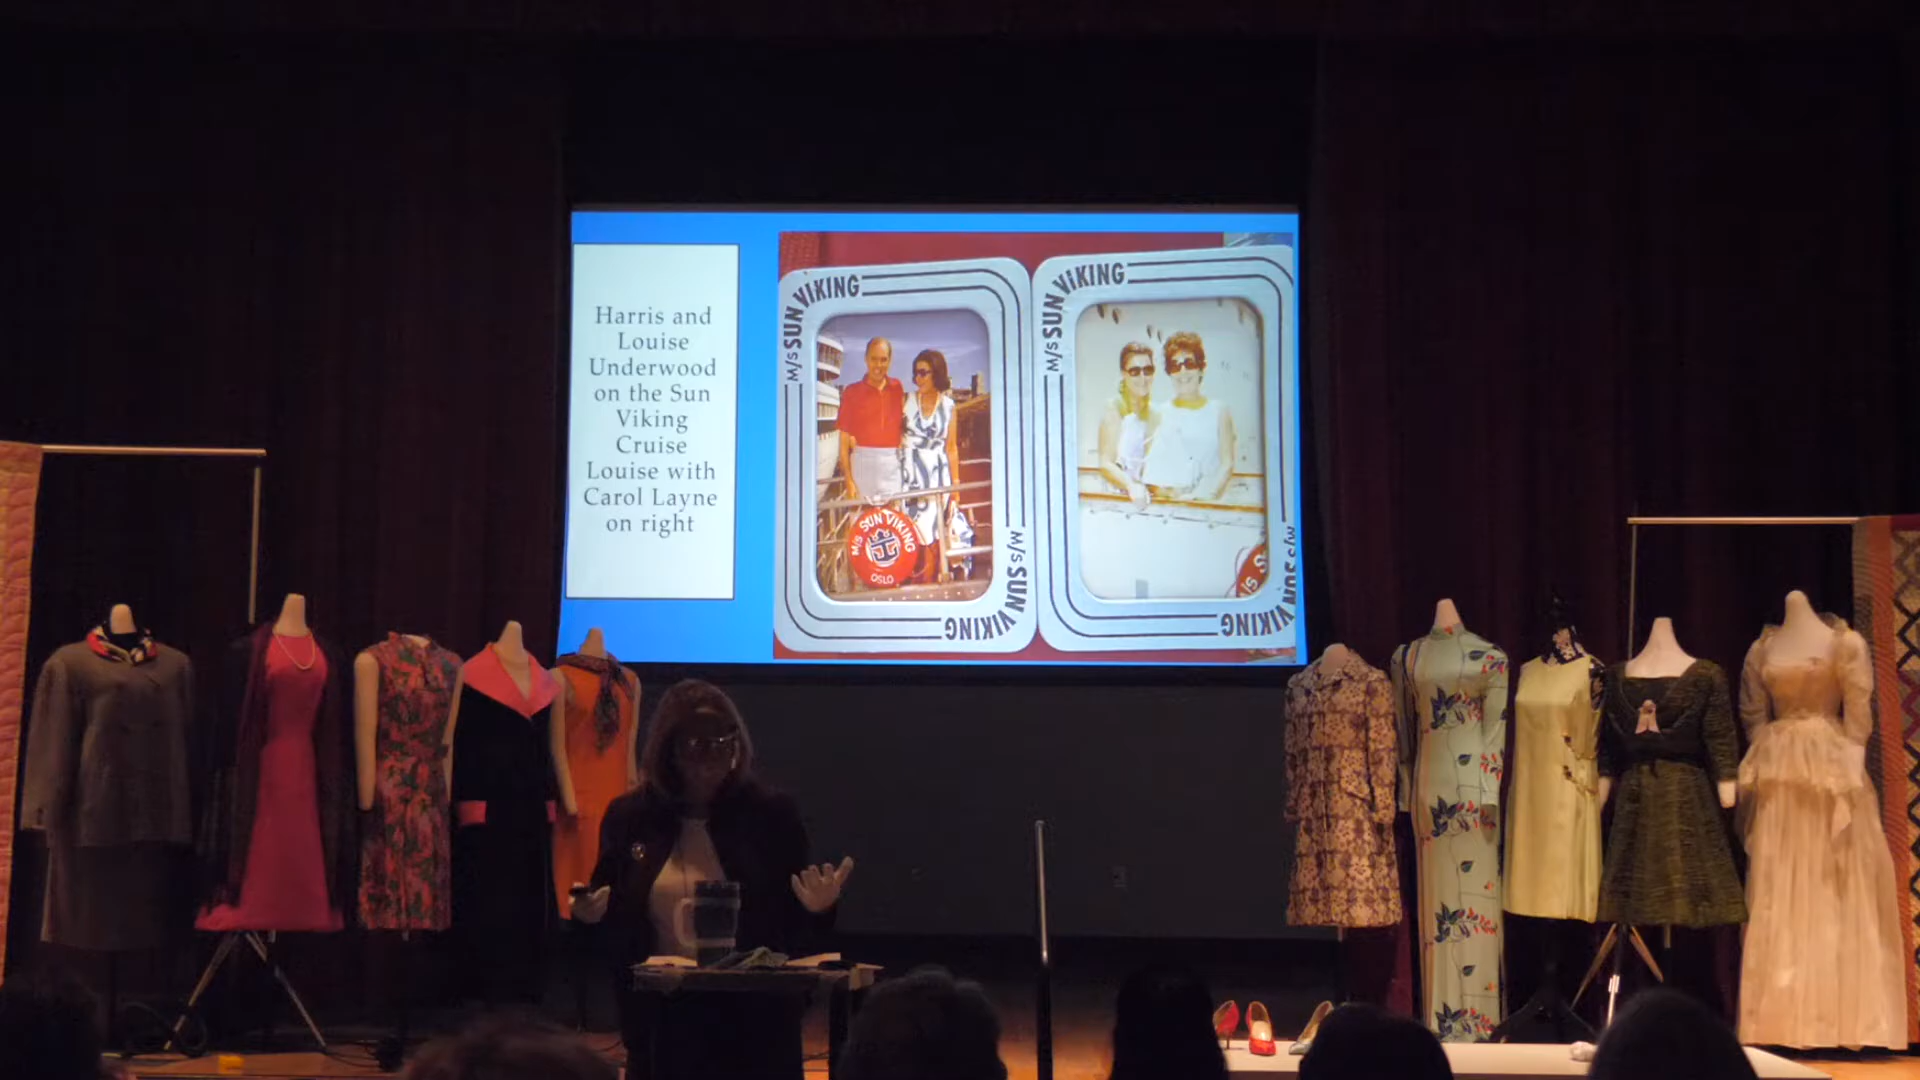 Harris and
Louise
Underwood
on the Sun
Viking
Cruise
Louise with
Carol Layne
on right
M/S SUN VIKING
M/S SUN VIKING
M/S SUN VIKING
OSLO
M/S SUN VIKING
M/S SUN VIKING
M/S S